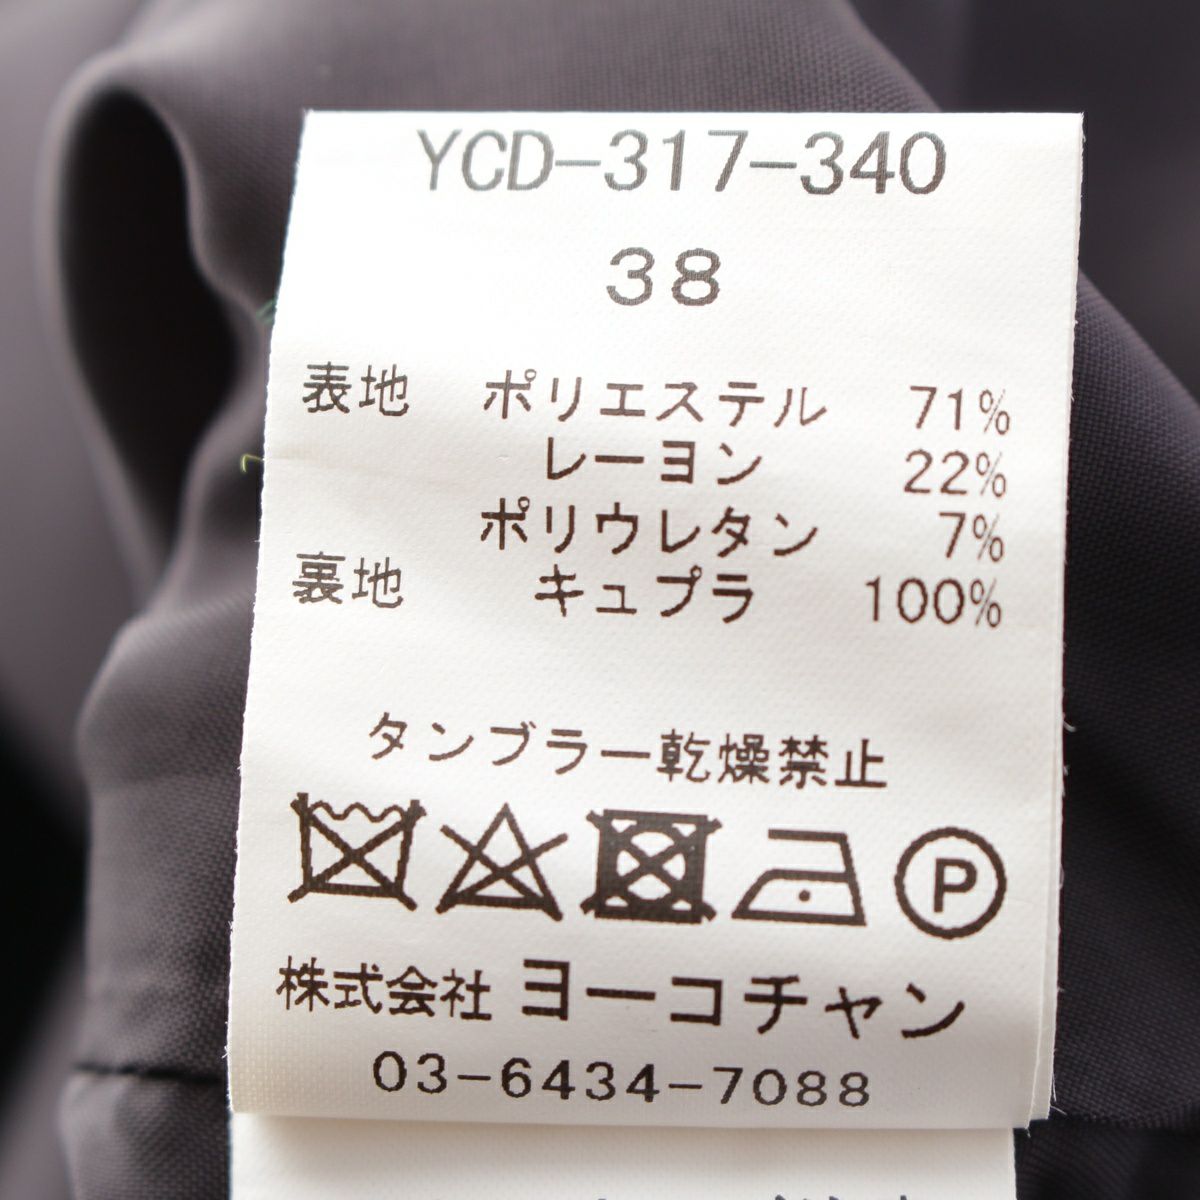 YCD-317-340
38
表地 ポリエステル 71%
レーヨン 22%
ポリウレタン 7%
裏地 キュプラ 100%
タンブラー乾燥禁止
P
株式会社 ヨーコチャン
03-6434-7088